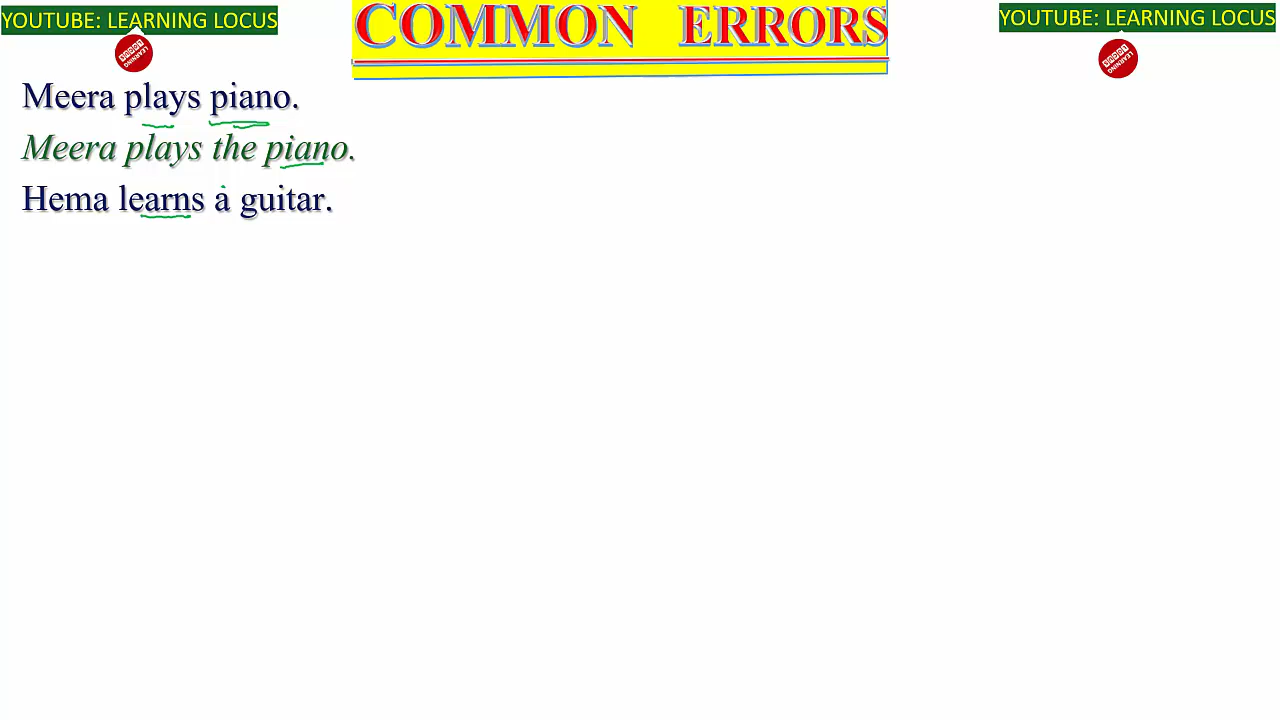 YOUTUBE: LEARNING LOCUS
COMMON ERRORS
YOUTUBE: LEARNING LOCUS
Meera plays piano.
Meera plays the piano.
Hema learns a guitar.